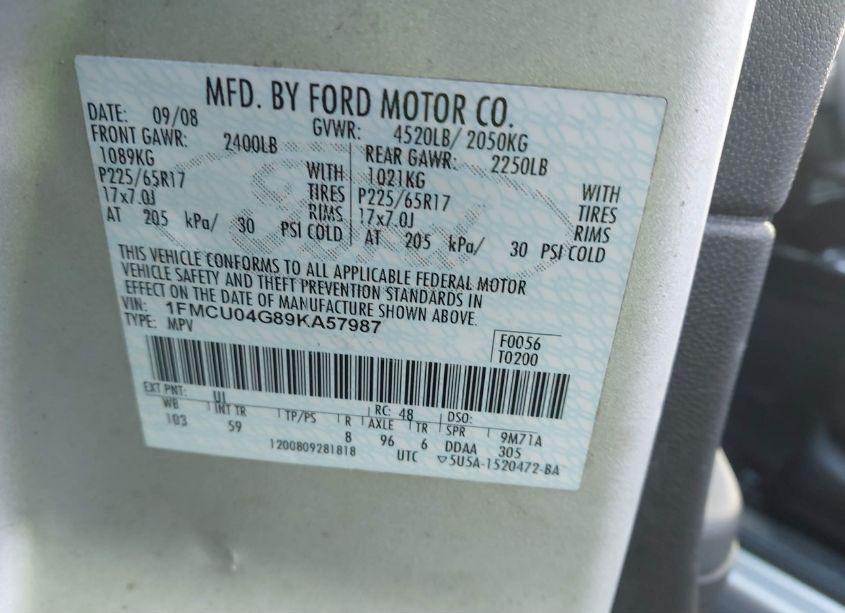 MFD. BY FORD MOTOR CO.
DATE: 09/08 GVWR: 4520LB/ 2050KG
FRONT GAWR: 2400LB REAR GAWR: 2250LB
1089KG WITH 1021KG WITH
P225/65R17 TIRES P225/65R17 TIRES
17x7.0J RIMS 17x7.0J RIMS
AT 205 kPa/ 30 PSI COLD AT 205 kPa/ 30 PSI COLD
THIS VEHICLE CONFORMS TO ALL APPLICABLE FEDERAL MOTOR
VEHICLE SAFETY AND THEFT PREVENTION STANDARDS IN
EFFECT ON THE DATE OF MANUFACTURE SHOWN ABOVE.
VIN: 1FMCU04G89KA57987
TYPE: MPV
F0056
T0200
EXT PNT: UI RC: 48 DSO:
WB INT TR TP/PS R AXLE TR SPR 9M71A
103 59 8 96 6 DDAA 305
1200809281818 UTC ▽5U5A-1520472-BA
Ford